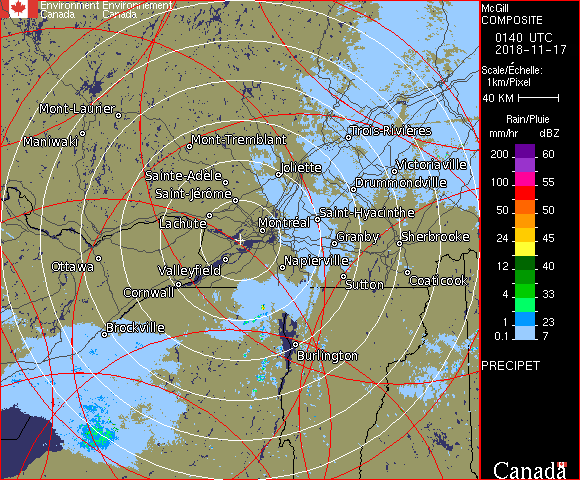 Environment Environnement
Canada Canada
McGill
COMPOSITE
0140 UTC
2018-11-17
Scale/Échelle:
1km/Pixel
40 KM
Rain/Pluie
mm/hr dBZ
200 60
100 55
50 50
24 45
12 40
4 33
1 23
0.1 7
PRECIPET
Canada
Mont-Laurier
Maniwaki
Mont-Tremblant
Trois-Rivières
Joliette
Victoriaville
Sainte-Adèle
Drummondville
Saint-Jérôme
Saint-Hyacinthe
Lachute
Montréal
Granby
Sherbrooke
Ottawa
Valleyfield
Napierville
Cornwall
Sutton
Coaticook
Brockville
Burlington